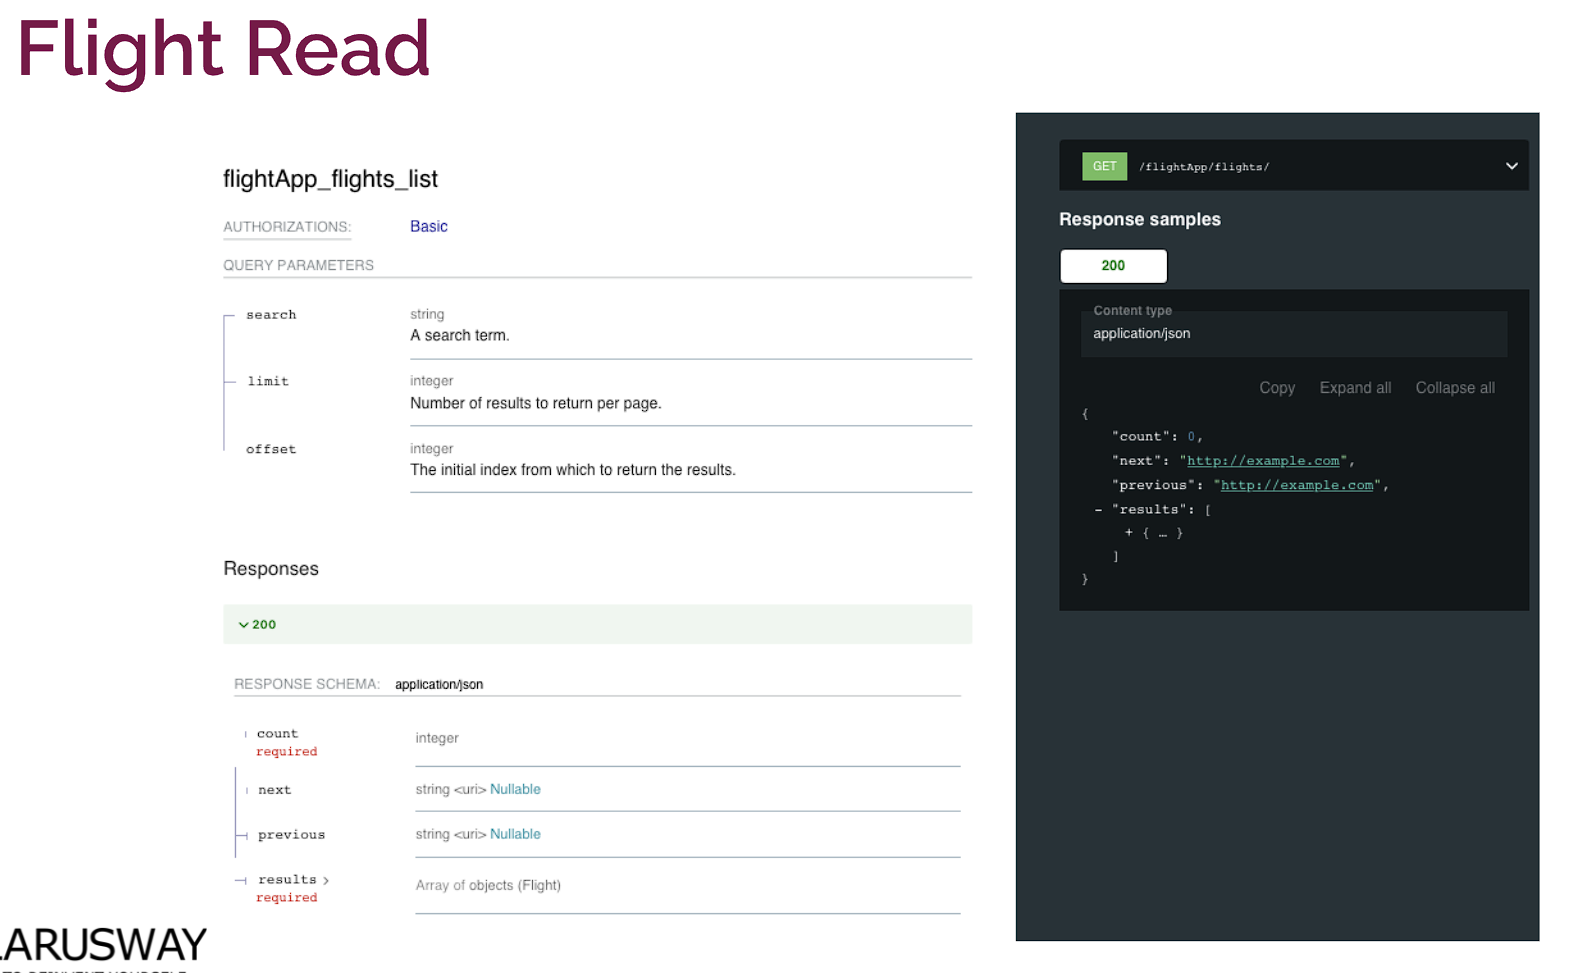 Flight Read
flightApp_flights_list
AUTHORIZATIONS: Basic
QUERY PARAMETERS
search string
A search term.
limit integer
Number of results to return per page.
offset integer
The initial index from which to return the results.
Responses
200
RESPONSE SCHEMA: application/json
count integer
required
next string <uri> Nullable
previous string <uri> Nullable
results > Array of objects (Flight)
required
LARUSWAY
GET /flightApp/flights/
Response samples
200
Content type
application/json
Copy Expand all Collapse all
{
"count": 0,
"next": "http://example.com",
"previous": "http://example.com",
- "results": [
+ { … }
]
}